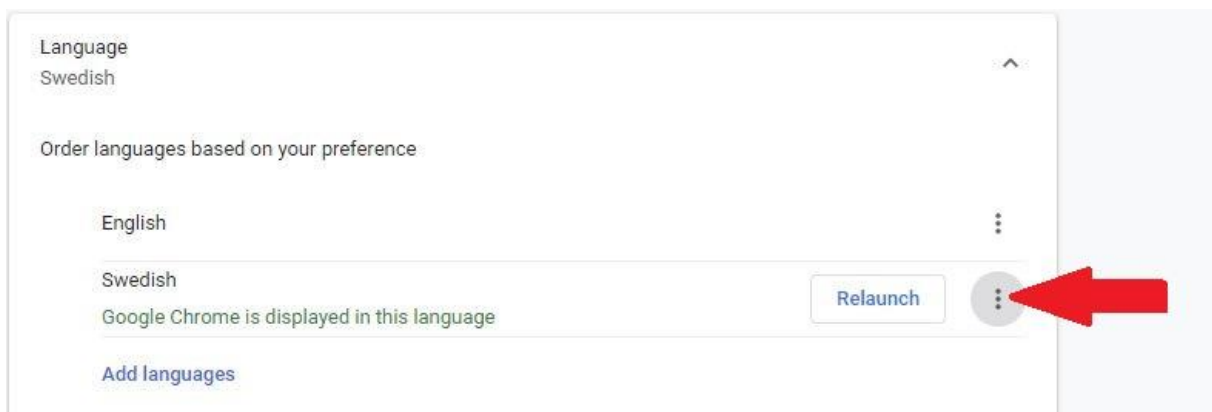 Language
Swedish
Order languages based on your preference
English
Swedish
Relaunch
Google Chrome is displayed in this language
Add languages